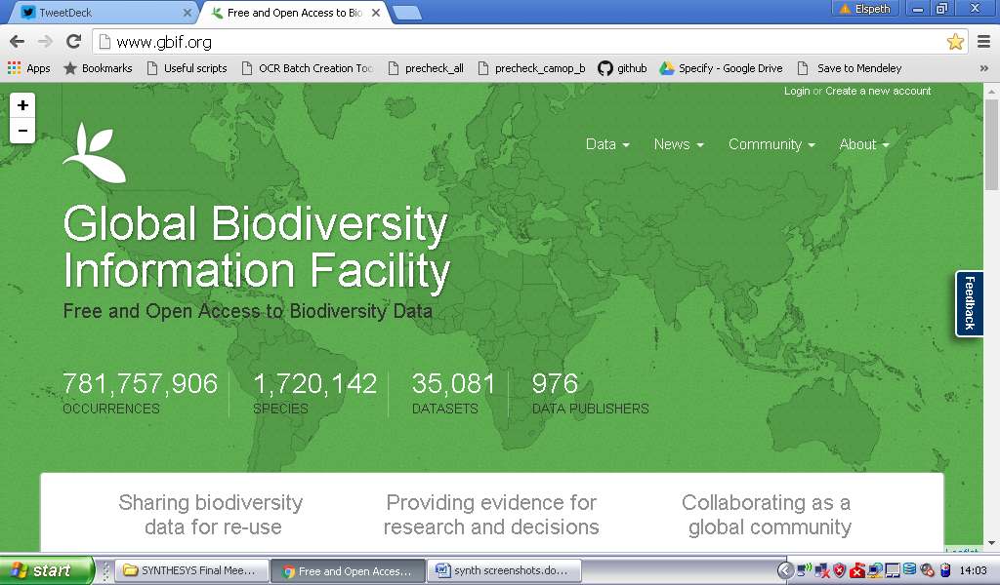 TweetDeck
Free and Open Access to Bio
Elspeth
www.gbif.org
Apps Bookmarks Useful scripts OCR Batch Creation Too precheck_all precheck_camop_b github Specify - Google Drive Save to Mendeley »
Login or Create a new account
+
−
Data News Community About
Global Biodiversity
Information Facility
Free and Open Access to Biodiversity Data
Feedback
781,757,906 1,720,142 35,081 976
OCCURRENCES SPECIES DATASETS DATA PUBLISHERS
Sharing biodiversity
data for re-use
Providing evidence for
research and decisions
Collaborating as a
global community
Leaflet
start SYNTHESYS Final Mee... Free and Open Acces... synth screenshots.do... 14:03